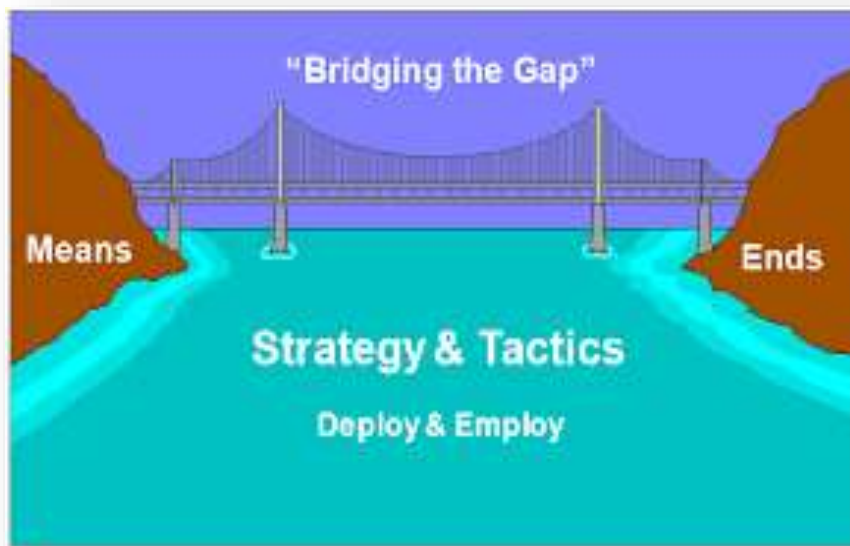 “Bridging the Gap”
Means
Ends
Strategy & Tactics
Deploy & Employ